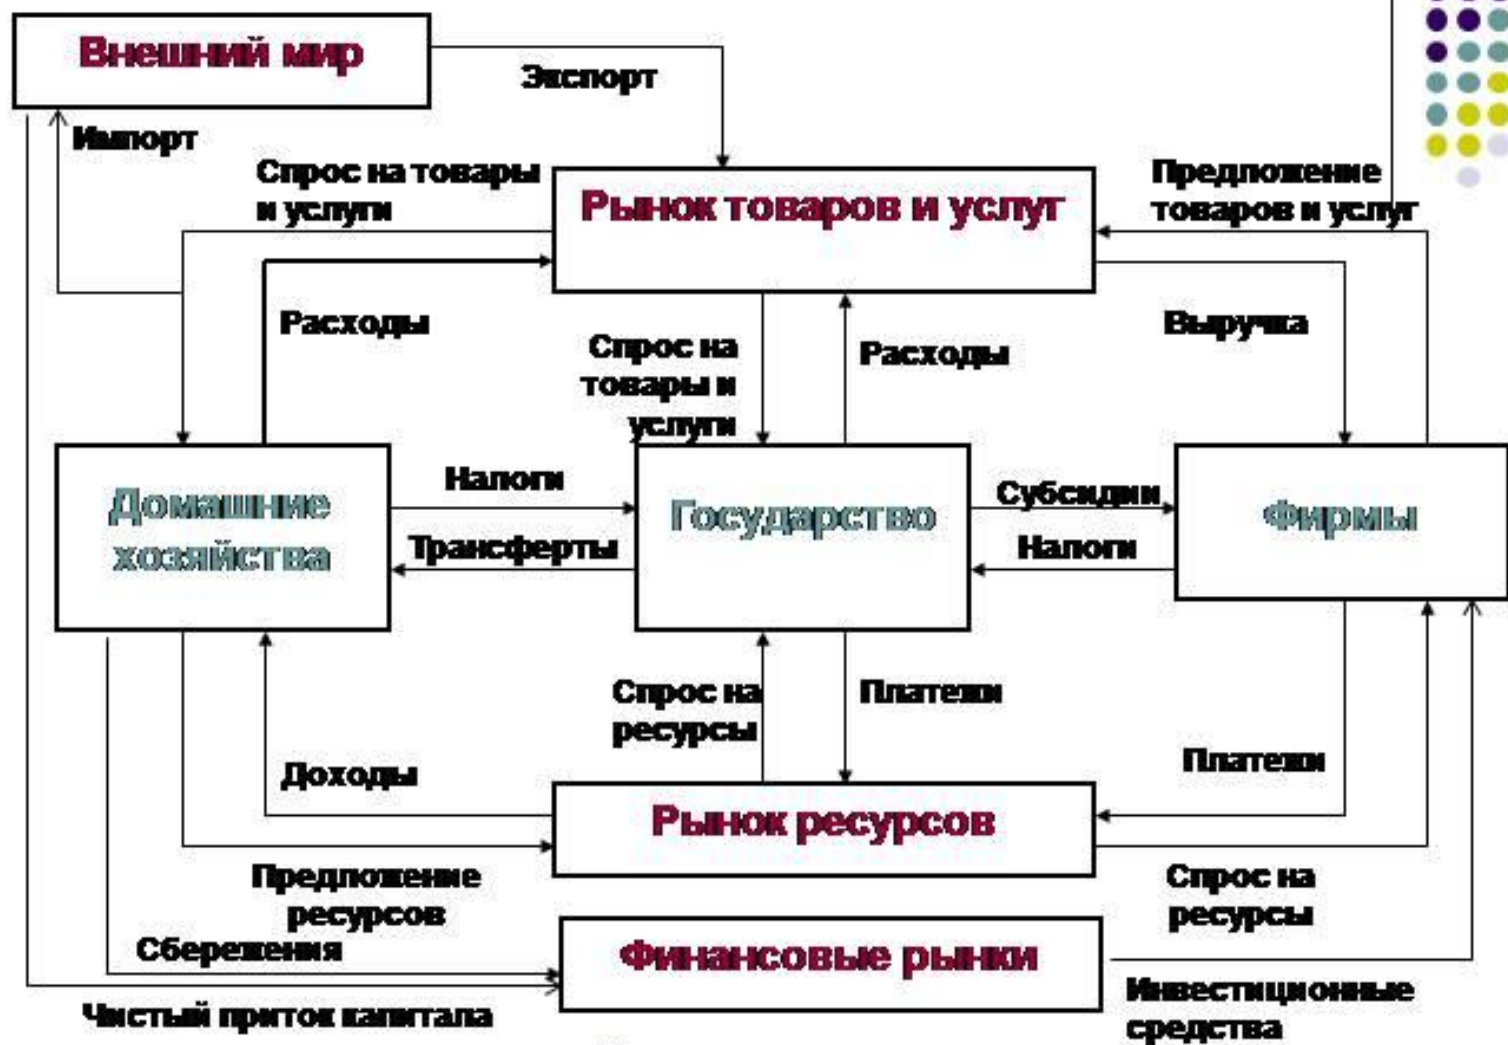 Внешний мир
Экспорт
Импорт
Спрос на товары
и услуги
Рынок товаров и услуг
Предложение
товаров и услуг
Расходы
Спрос на
товары и
услуги
Расходы
Выручка
Домашние
хозяйства
Налоги
Трансферты
Государство
Субсидии
Налоги
Фирмы
Спрос на
ресурсы
Платежи
Доходы
Платежи
Рынок ресурсов
Предложение
ресурсов
Спрос на
ресурсы
Сбережения
Финансовые рынки
Чистый приток капитала
Инвестиционные
средства